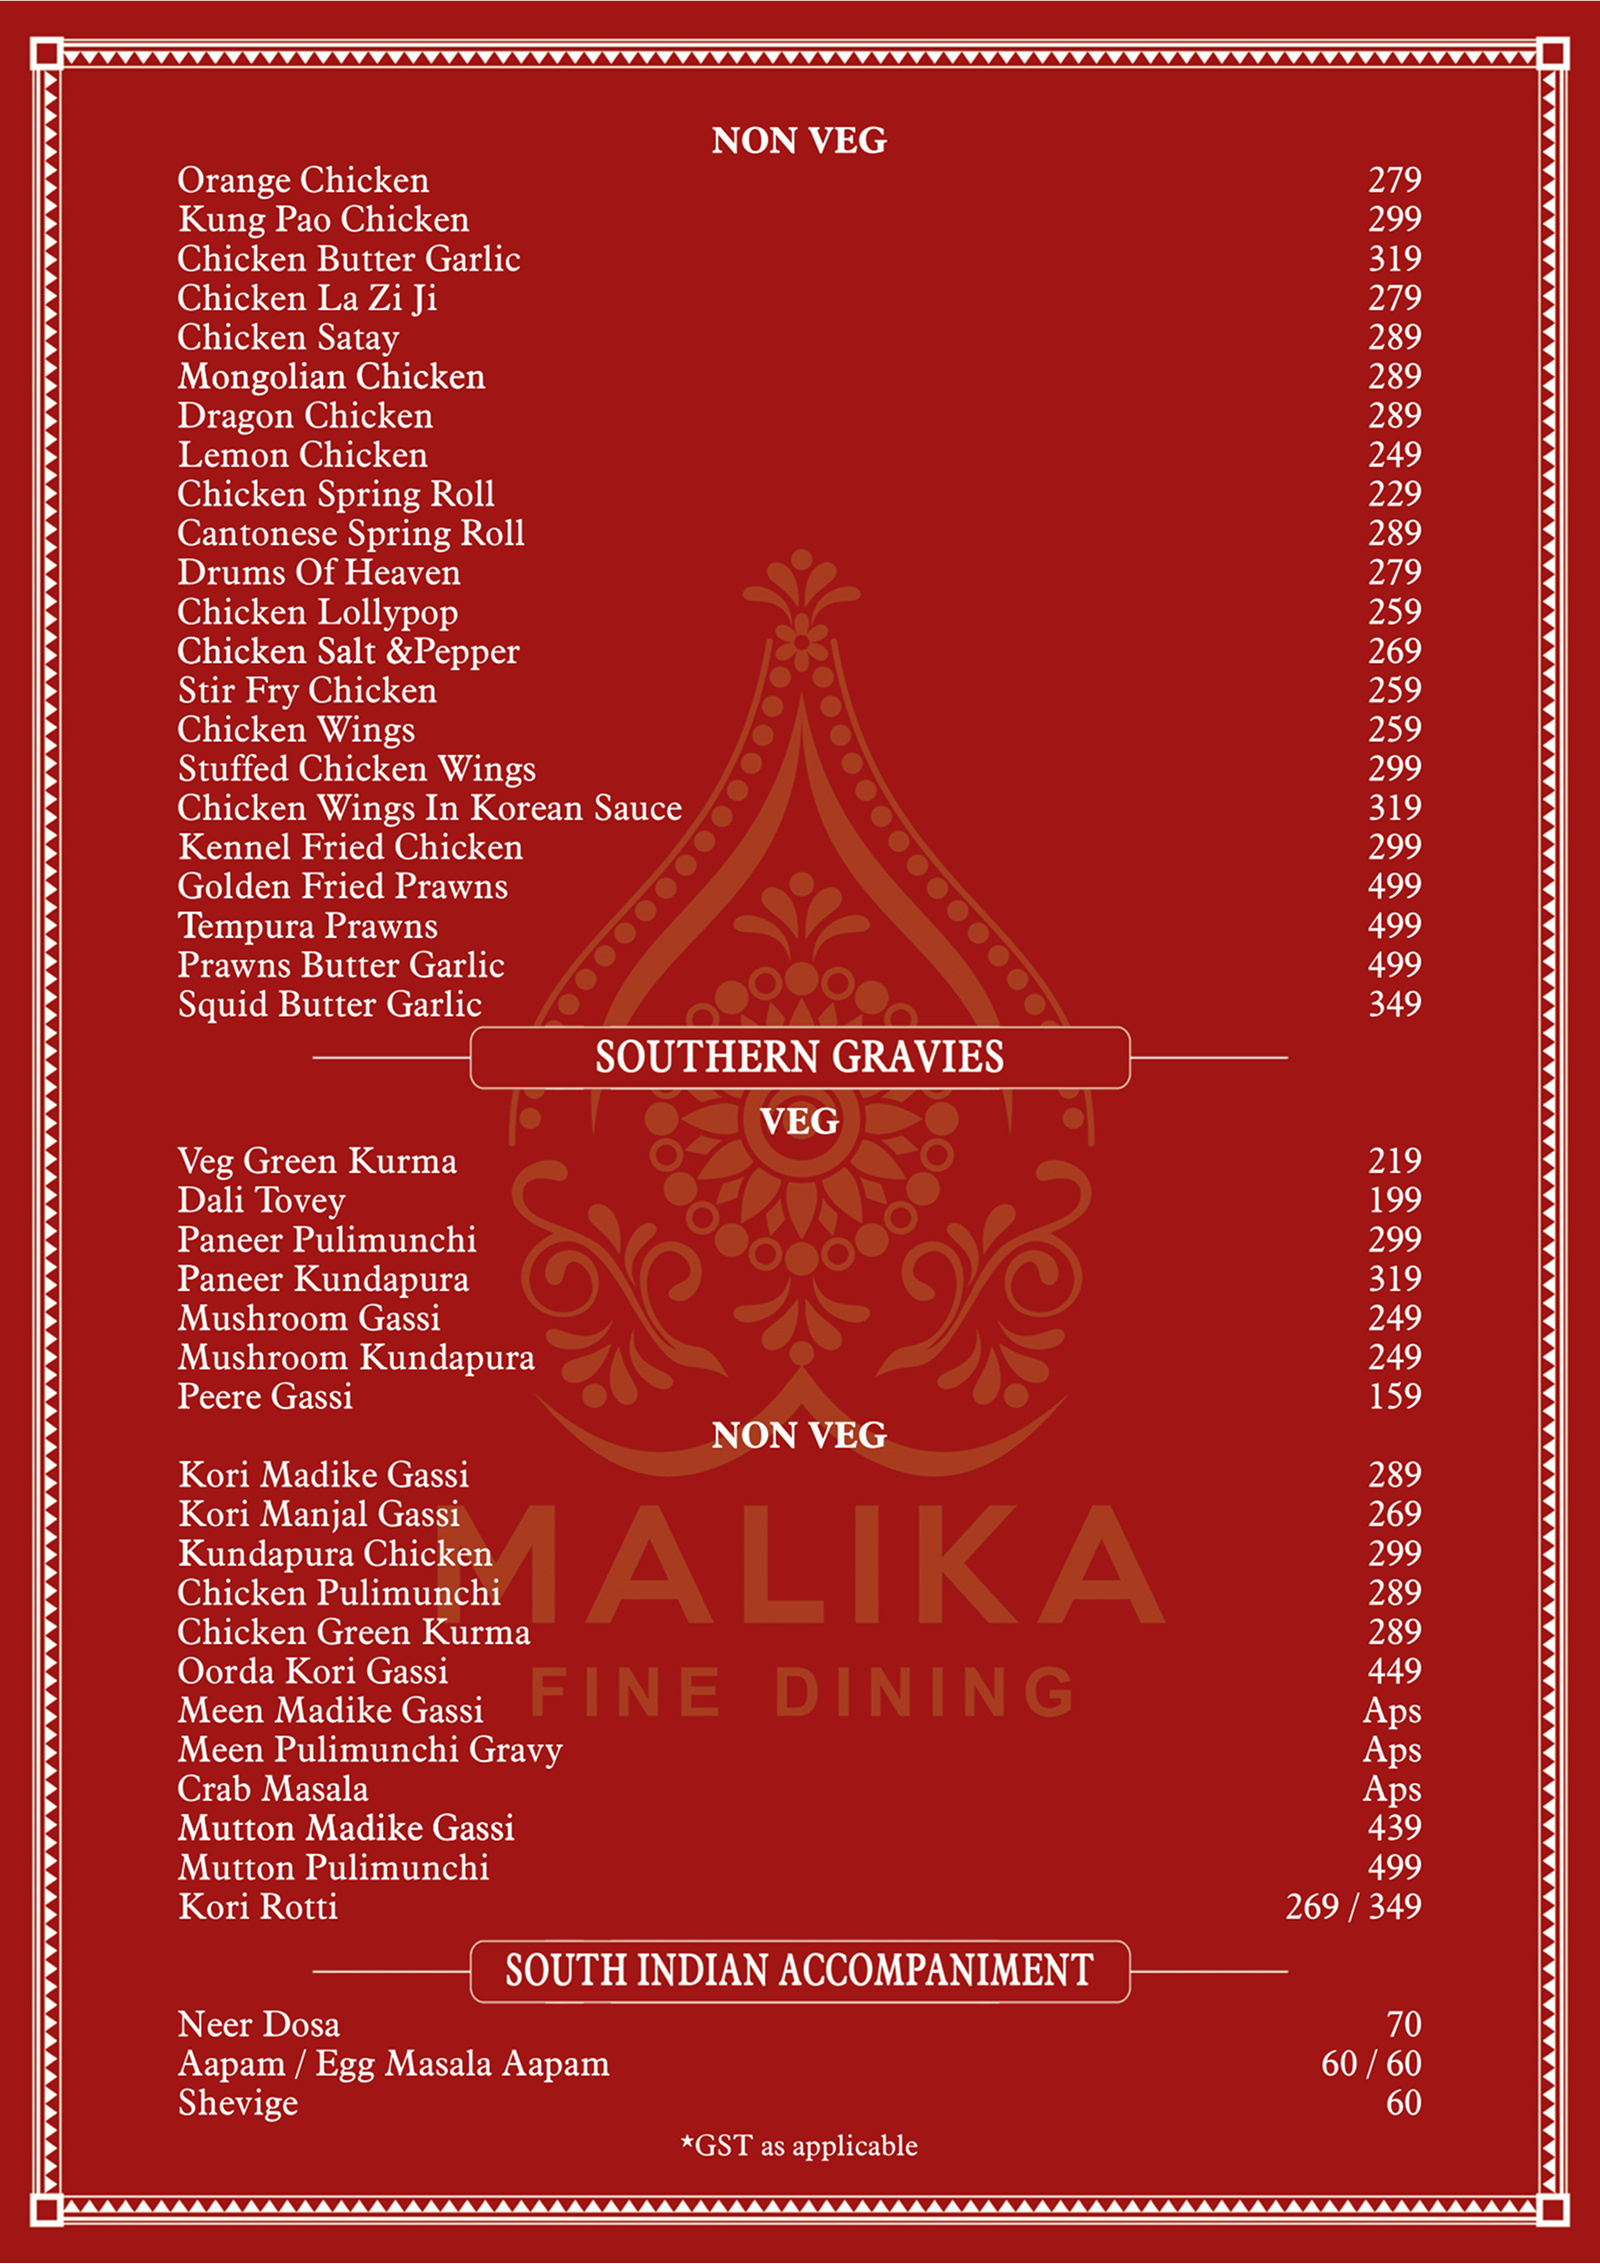 NON VEG
Orange Chicken 279
Kung Pao Chicken 299
Chicken Butter Garlic 319
Chicken La Zi Ji 279
Chicken Satay 289
Mongolian Chicken 289
Dragon Chicken 289
Lemon Chicken 249
Chicken Spring Roll 229
Cantonese Spring Roll 289
Drums Of Heaven 279
Chicken Lollypop 259
Chicken Salt &Pepper 269
Stir Fry Chicken 259
Chicken Wings 259
Stuffed Chicken Wings 299
Chicken Wings In Korean Sauce 319
Kennel Fried Chicken 299
Golden Fried Prawns 499
Tempura Prawns 499
Prawns Butter Garlic 499
Squid Butter Garlic 349
SOUTHERN GRAVIES
VEG
Veg Green Kurma 219
Dali Tovey 199
Paneer Pulimunchi 299
Paneer Kundapura 319
Mushroom Gassi 249
Mushroom Kundapura 249
Peere Gassi 159
NON VEG
Kori Madike Gassi 289
Kori Manjal Gassi 269
Kundapura Chicken 299
Chicken Pulimunchi 289
Chicken Green Kurma 289
Oorda Kori Gassi 449
Meen Madike Gassi Aps
Meen Pulimunchi Gravy Aps
Crab Masala Aps
Mutton Madike Gassi 439
Mutton Pulimunchi 499
Kori Rotti 269 / 349
MALIKA
FINE DINING
SOUTH INDIAN ACCOMPANIMENT
Neer Dosa 70
Aapam / Egg Masala Aapam 60 / 60
Shevige 60
*GST as applicable